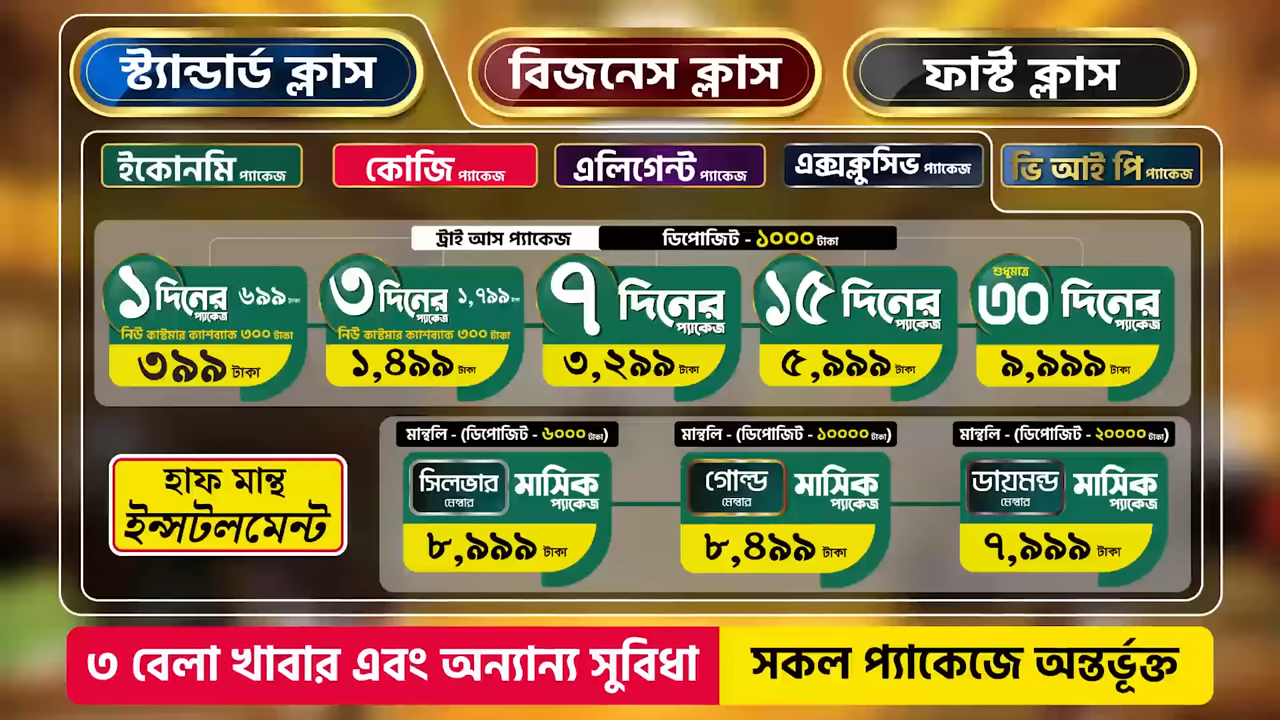 স্ট্যান্ডার্ড ক্লাস
বিজনেস ক্লাস
ফার্স্ট ক্লাস
ইকোনমি প্যাকেজ
কোজি প্যাকেজ
এলিগেন্ট প্যাকেজ
এক্সক্লুসিভ প্যাকেজ
ভি আই পি প্যাকেজ
ট্রাই আস প্যাকেজ
ডিপোজিট - ১০০০ টাকা
১ দিনের প্যাকেজ ৬৯৯ টাকা
নিউ কাস্টমার ক্যাশব্যাক ৩০০ টাকা
৩৯৯ টাকা
৩ দিনের প্যাকেজ ১,৭৯৯ টাকা
নিউ কাস্টমার ক্যাশব্যাক ৩০০ টাকা
১,৪৯৯ টাকা
৭ দিনের প্যাকেজ
৩,২৯৯ টাকা
১৫ দিনের প্যাকেজ
৫,৯৯৯ টাকা
শুধুমাত্র
৩০ দিনের প্যাকেজ
৯,৯৯৯ টাকা
হাফ মান্থ
ইন্সটলমেন্ট
মান্থলি - (ডিপোজিট - ৬০০০ টাকা)
সিলভার মেম্বার
মাসিক প্যাকেজ
৮,৯৯৯ টাকা
মান্থলি - (ডিপোজিট - ১০০০০ টাকা)
গোল্ড মেম্বার
মাসিক প্যাকেজ
৮,৪৯৯ টাকা
মান্থলি - (ডিপোজিট - ২০০০০ টাকা)
ডায়মন্ড মেম্বার
মাসিক প্যাকেজ
৭,৯৯৯ টাকা
৩ বেলা খাবার এবং অন্যান্য সুবিধা
সকল প্যাকেজে অন্তর্ভূক্ত